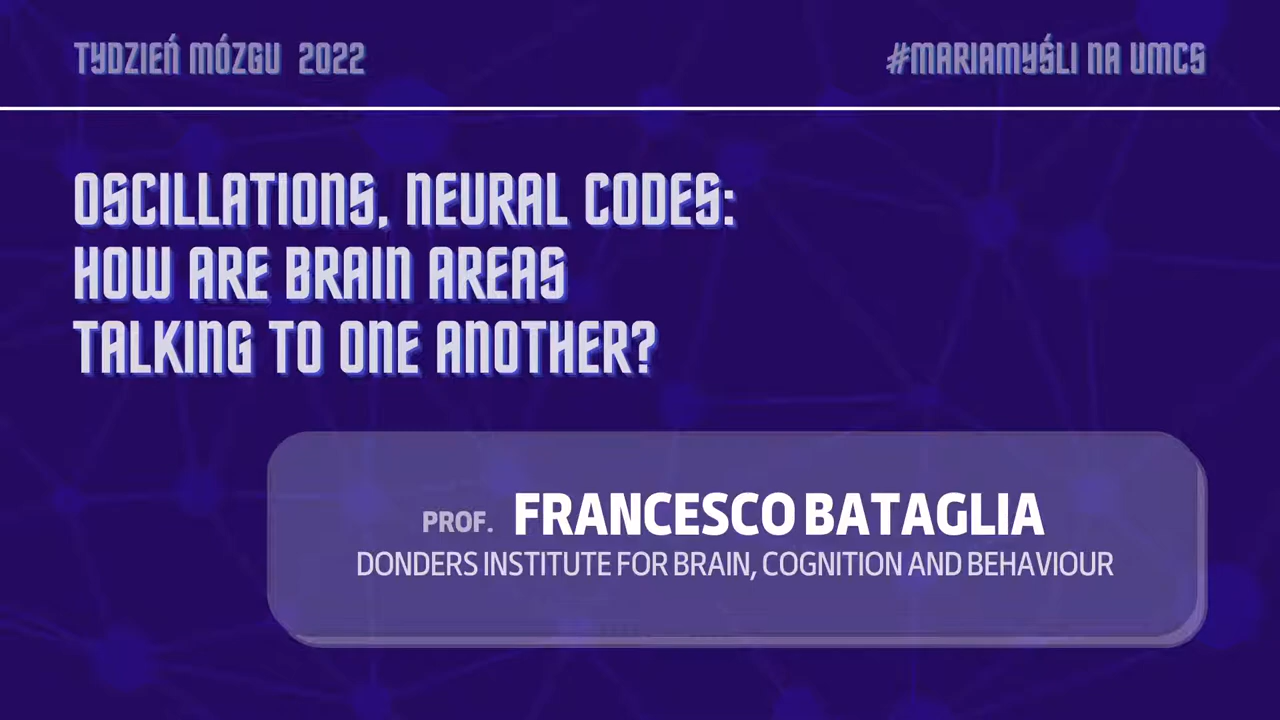 TYDZIEŃ MÓZGU 2022
#MARIAMYŚLI NA UMCS
OSCILLATIONS, NEURAL CODES:
HOW ARE BRAIN AREAS
TALKING TO ONE ANOTHER?
PROF. FRANCESCO BATAGLIA
DONDERS INSTITUTE FOR BRAIN, COGNITION AND BEHAVIOUR